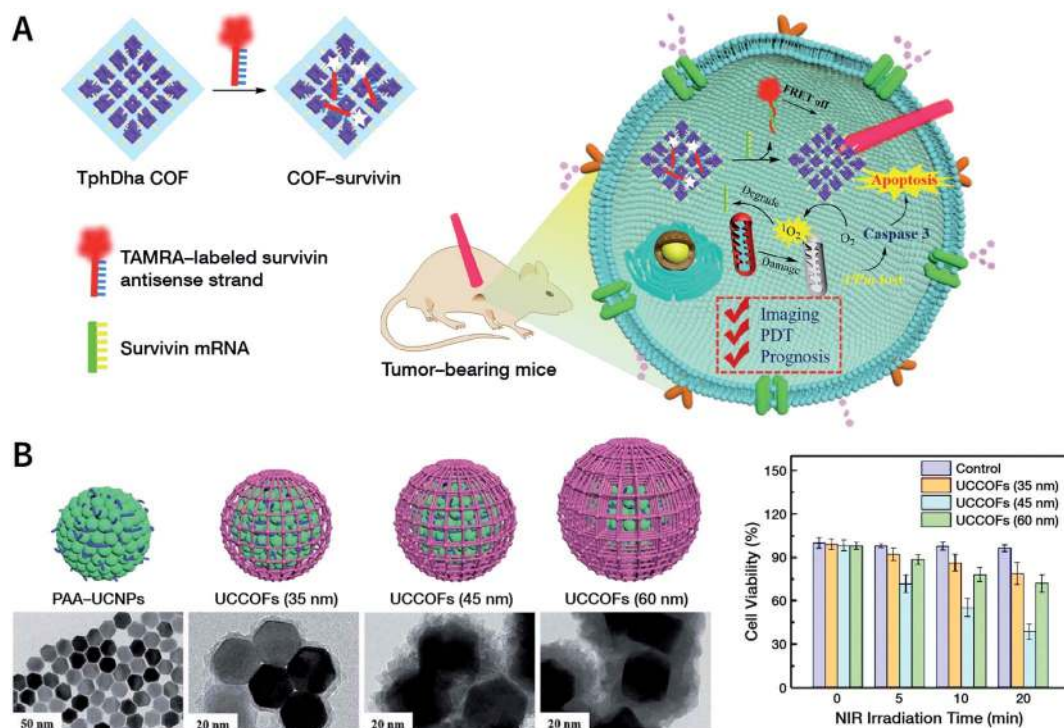 A
TphDha COF
COF–survivin
TAMRA–labeled survivin
antisense strand
Survivin mRNA
Tumor–bearing mice
FRET off
Apoptosis
Degrade
¹O₂
O₂
Caspase 3
Damage
ΔΨm lost
Imaging
PDT
Prognosis
B
PAA–UCNPs
UCCOFs (35 nm)
UCCOFs (45 nm)
UCCOFs (60 nm)
50 nm
20 nm
20 nm
20 nm
Control
UCCOFs (35 nm)
UCCOFs (45 nm)
UCCOFs (60 nm)
Cell Viability (%)
150
120
90
60
30
0
0 5 10 20
NIR Irradiation Time (min)